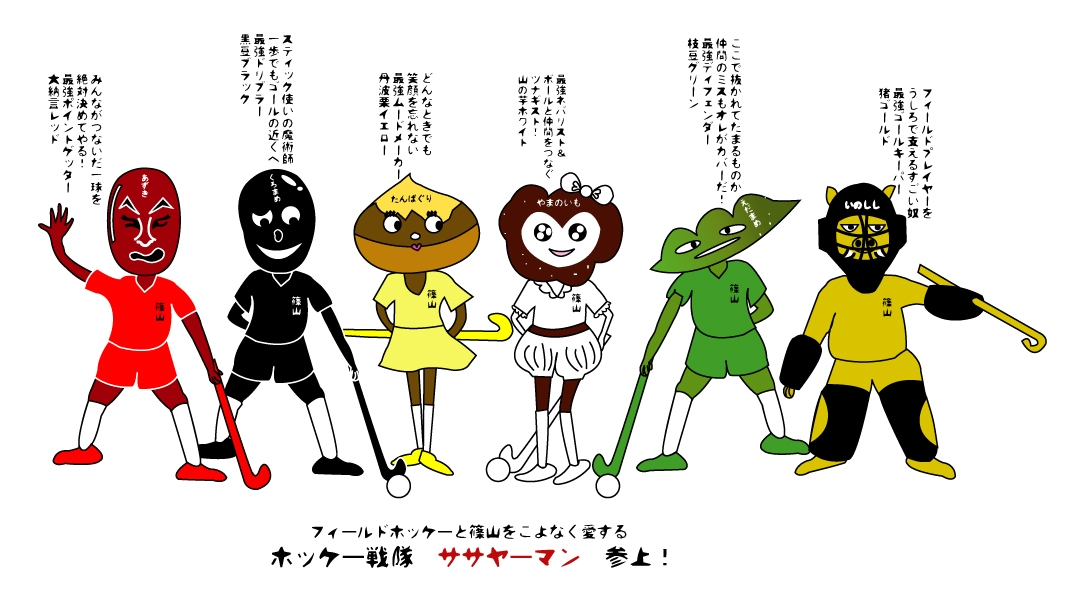 みんながつないだ一球を
絶対決めてやる！
最強ポイントゲッター
大納言レッド
スティック使いの魔術師
一歩でもゴールの近くへ
最強ドリブラー
黒豆ブラック
どんなときでも
笑顔を忘れない
最強ムードメーカー
丹波栗イエロー
最強ネバリスト＆
ボールと仲間をつなぐ
ツナギスト！
山の芋ホワイト
ここで抜かれてたまるものか
仲間のミスもオレがカバーだ！
最強ディフェンダー
枝豆グリーン
フィールドプレイヤーを
うしろで支えるすごい奴
最強ゴールキーパー
猪ゴールド
あずき
くろまめ
たんばぐり
やまのいも
えだまめ
いのしし
篠山
篠山
篠山
篠山
篠山
篠山
フィールドホッケーと篠山をこよなく愛する
ホッケー戦隊 ササヤーマン 参上！